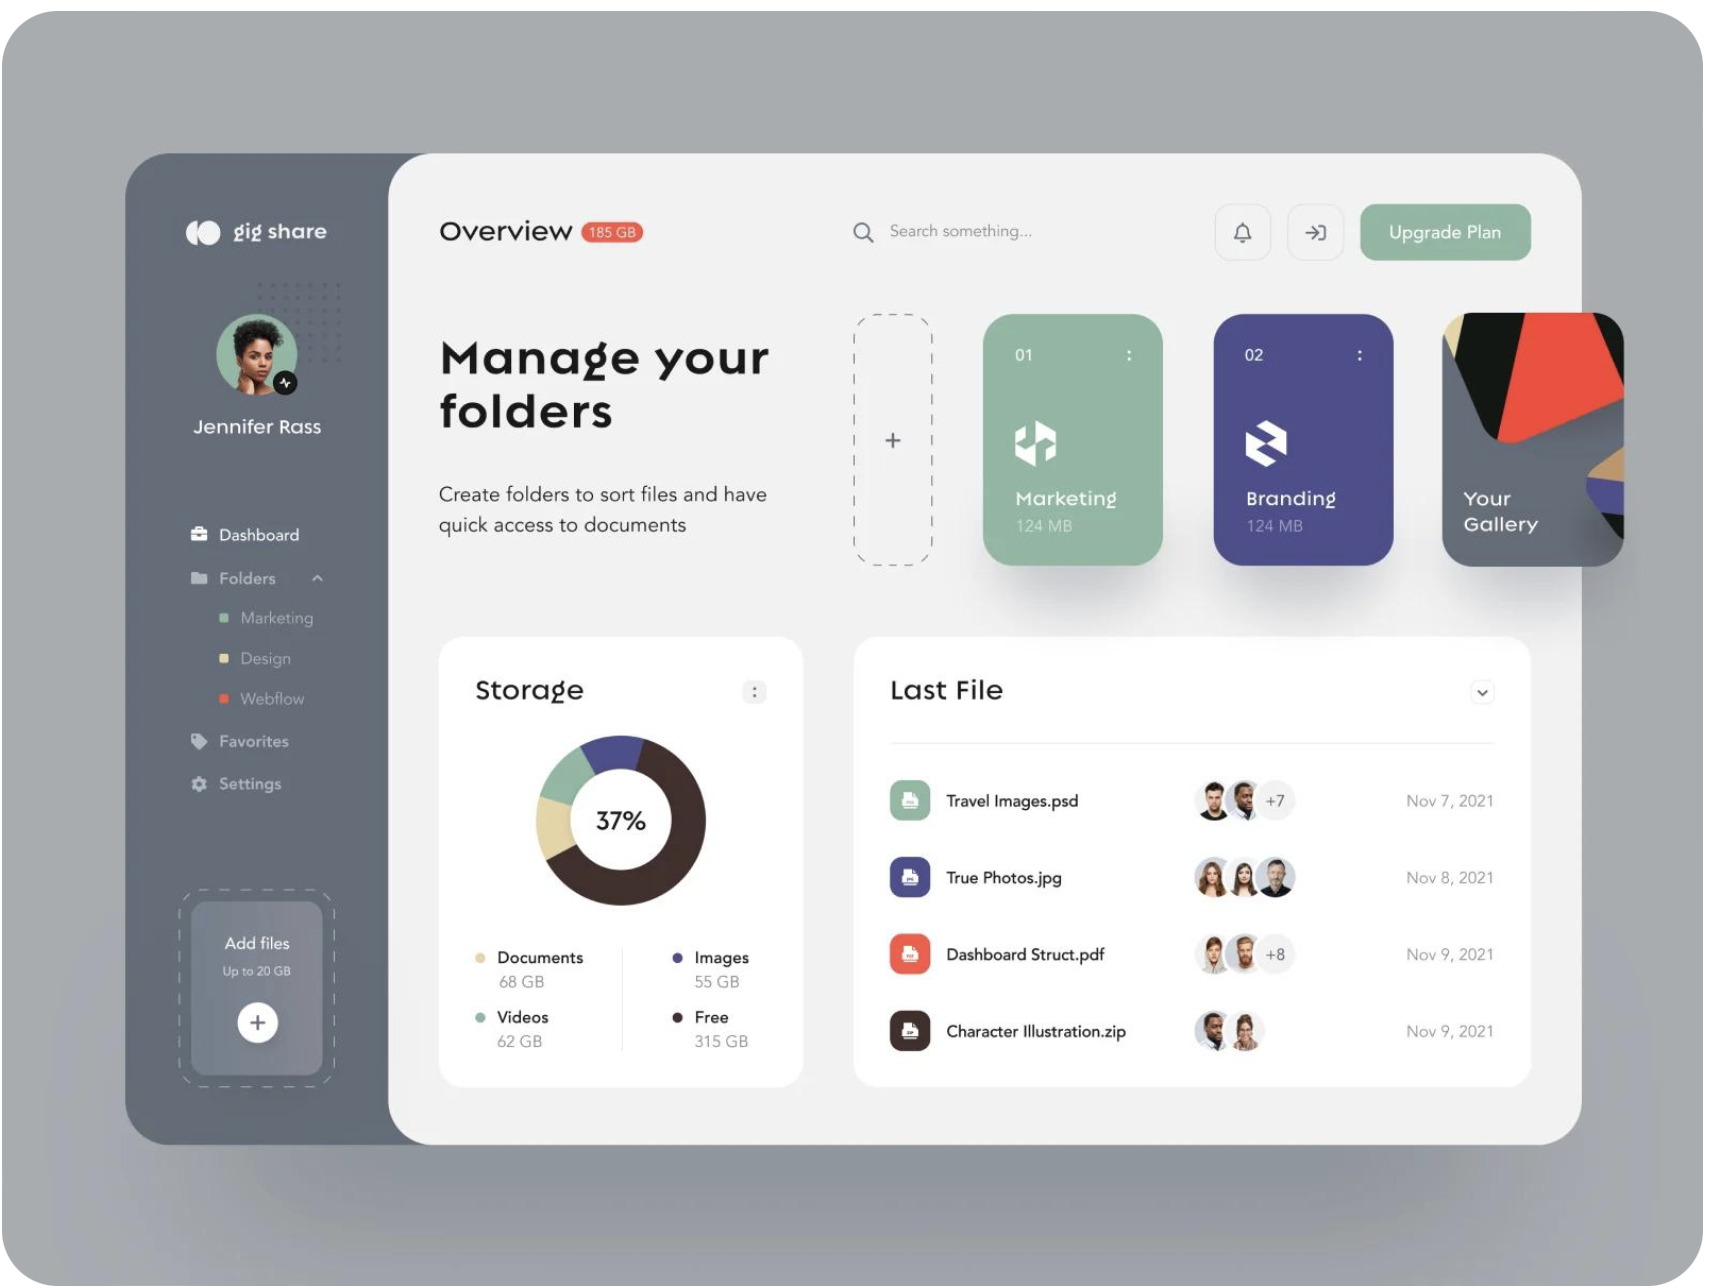 gig share
Jennifer Rass
Dashboard
Folders
Marketing
Design
Webflow
Favorites
Settings
Add files
Up to 20 GB
+
Overview 185 GB
Search something...
Upgrade Plan
Manage your
folders
Create folders to sort files and have
quick access to documents
+
01
Marketing
124 MB
02
Branding
124 MB
Your
Gallery
Storage
37%
Documents
68 GB
Images
55 GB
Videos
62 GB
Free
315 GB
Last File
Travel Images.psd +7 Nov 7, 2021
True Photos.jpg Nov 8, 2021
Dashboard Struct.pdf +8 Nov 9, 2021
Character Illustration.zip Nov 9, 2021